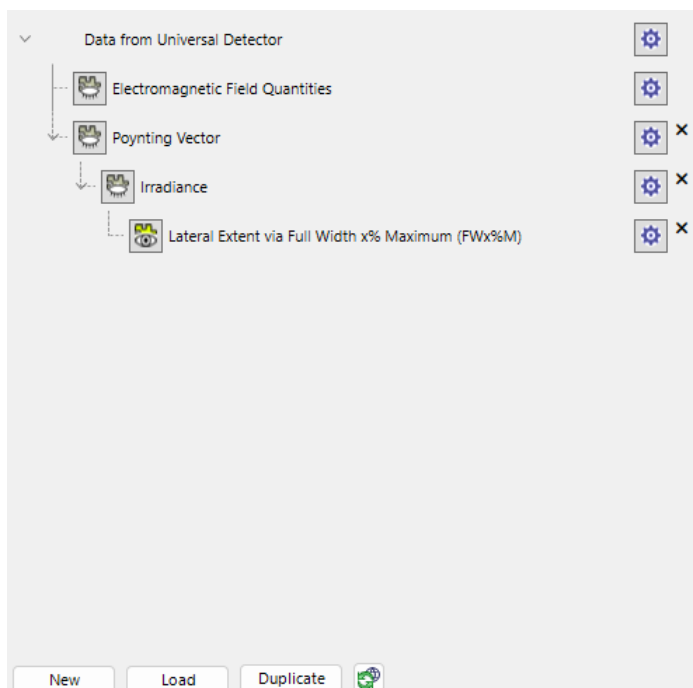 Data from Universal Detector
Electromagnetic Field Quantities
Poynting Vector
Irradiance
Lateral Extent via Full Width x% Maximum (FWx%M)
New Load Duplicate